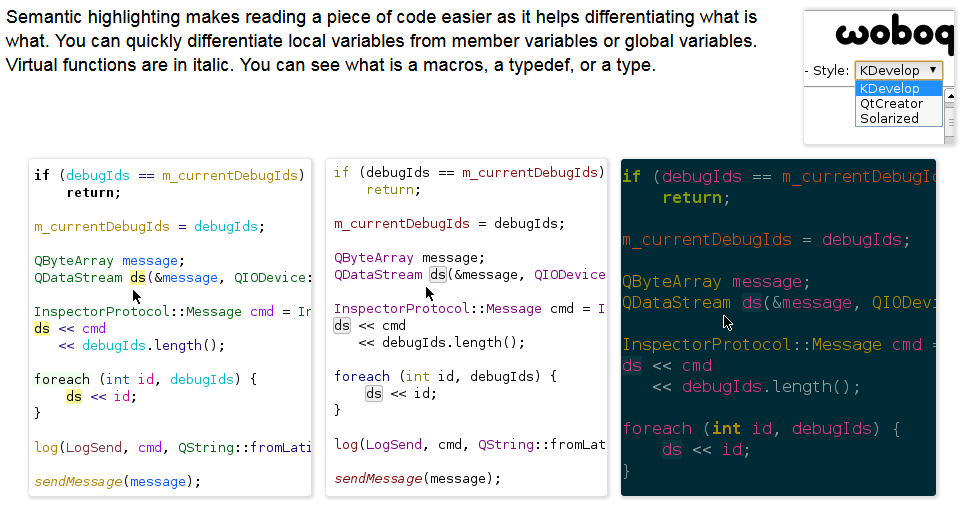 Semantic highlighting makes reading a piece of code easier as it helps differentiating what is
what. You can quickly differentiate local variables from member variables or global variables.
Virtual functions are in italic. You can see what is a macros, a typedef, or a type.
woboq
- Style: KDevelop
KDevelop
QtCreator
Solarized
if (debugIds == m_currentDebugIds)
return;
m_currentDebugIds = debugIds;
QByteArray message;
QDataStream ds(&message, QIODevice:
InspectorProtocol::Message cmd = In
ds << cmd
<< debugIds.length();
foreach (int id, debugIds) {
ds << id;
}
log(LogSend, cmd, QString::fromLati
sendMessage(message);
if (debugIds == m_currentDebugIds)
return;
m_currentDebugIds = debugIds;
QByteArray message;
QDataStream ds(&message, QIODevice
InspectorProtocol::Message cmd = I
ds << cmd
<< debugIds.length();
foreach (int id, debugIds) {
ds << id;
}
log(LogSend, cmd, QString::fromLat
sendMessage(message);
if (debugIds == m_currentDebugId
return;
m_currentDebugIds = debugIds;
QByteArray message;
QDataStream ds(&message, QIODevi
InspectorProtocol::Message cmd =
ds << cmd
<< debugIds.length();
foreach (int id, debugIds) {
ds << id;
}